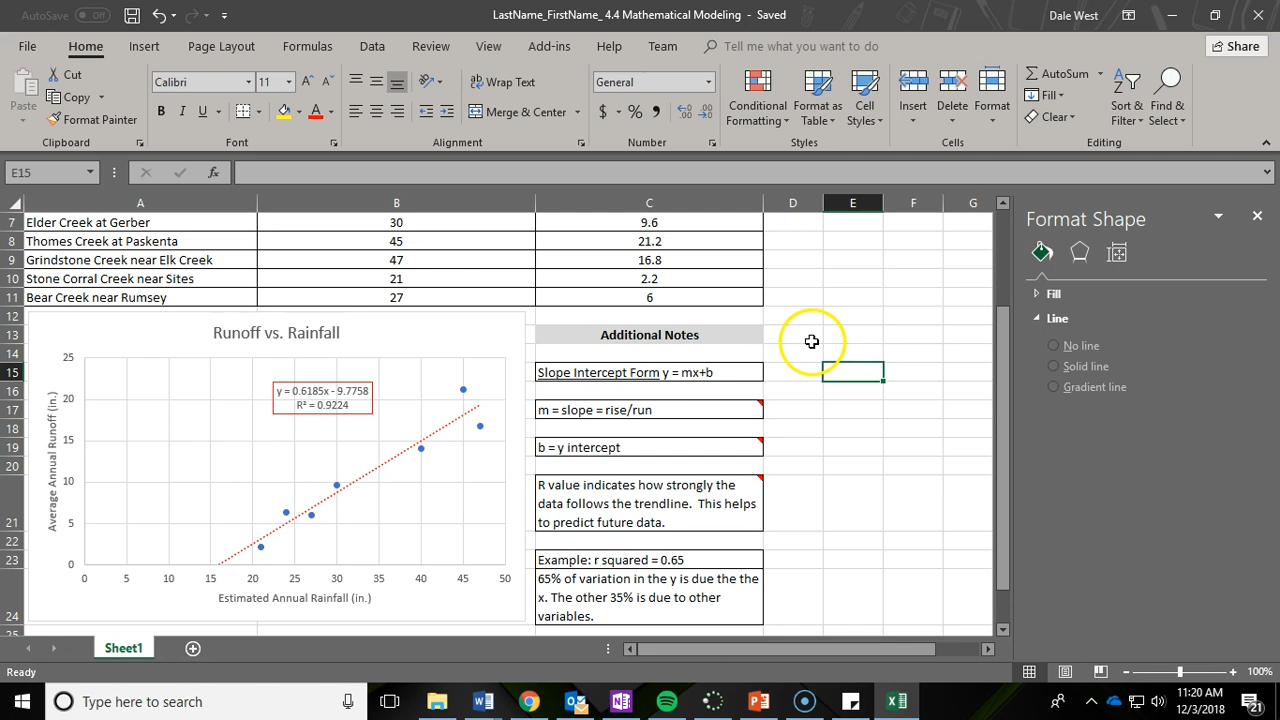 AutoSave Off
LastName_FirstName_ 4.4 Mathematical Modeling - Saved
Dale West
File Home Insert Page Layout Formulas Data Review View Add-ins Help Team Tell me what you want to do Share
Paste
Cut
Copy
Format Painter
Clipboard
Calibri 11
B I U
Font
Wrap Text
Merge & Center
Alignment
General
$ % ,
Number
Conditional Formatting
Format as Table
Cell Styles
Styles
Insert Delete Format
Cells
AutoSum
Fill
Clear
Sort & Filter
Find & Select
Editing
E15 fx
A B C D E F G
7 Elder Creek at Gerber 30 9.6
8 Thomes Creek at Paskenta 45 21.2
9 Grindstone Creek near Elk Creek 47 16.8
10 Stone Corral Creek near Sites 21 2.2
11 Bear Creek near Rumsey 27 6
12
13 Additional Notes
14
15 Slope Intercept Form y = mx+b
16
17 m = slope = rise/run
18
19 b = y intercept
20
R value indicates how strongly the
data follows the trendline. This helps
21 to predict future data.
22
23 Example: r squared = 0.65
65% of variation in the y is due the the
x. The other 35% is due to other
24 variables.
25
Runoff vs. Rainfall
y = 0.6185x - 9.7758
R² = 0.9224
Average Annual Runoff (in.)
25
20
15
10
5
0
0 5 10 15 20 25 30 35 40 45 50
Estimated Annual Rainfall (in.)
Format Shape
Fill
Line
No line
Solid line
Gradient line
Sheet1
Ready
100%
Type here to search
11:20 AM
12/3/2018
21